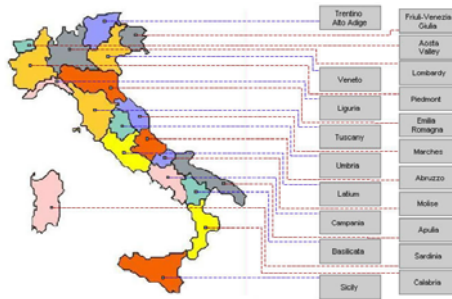 Trentino
Alto Adige
Friuli-Venezia
Giulia
Aosta
Valley
Veneto
Lombardy
Liguria
Piedmont
Tuscany
Emilia
Romagna
Umbria
Marches
Latium
Abruzzo
Campania
Molise
Basilicata
Apulia
Sardinia
Sicily
Calabria